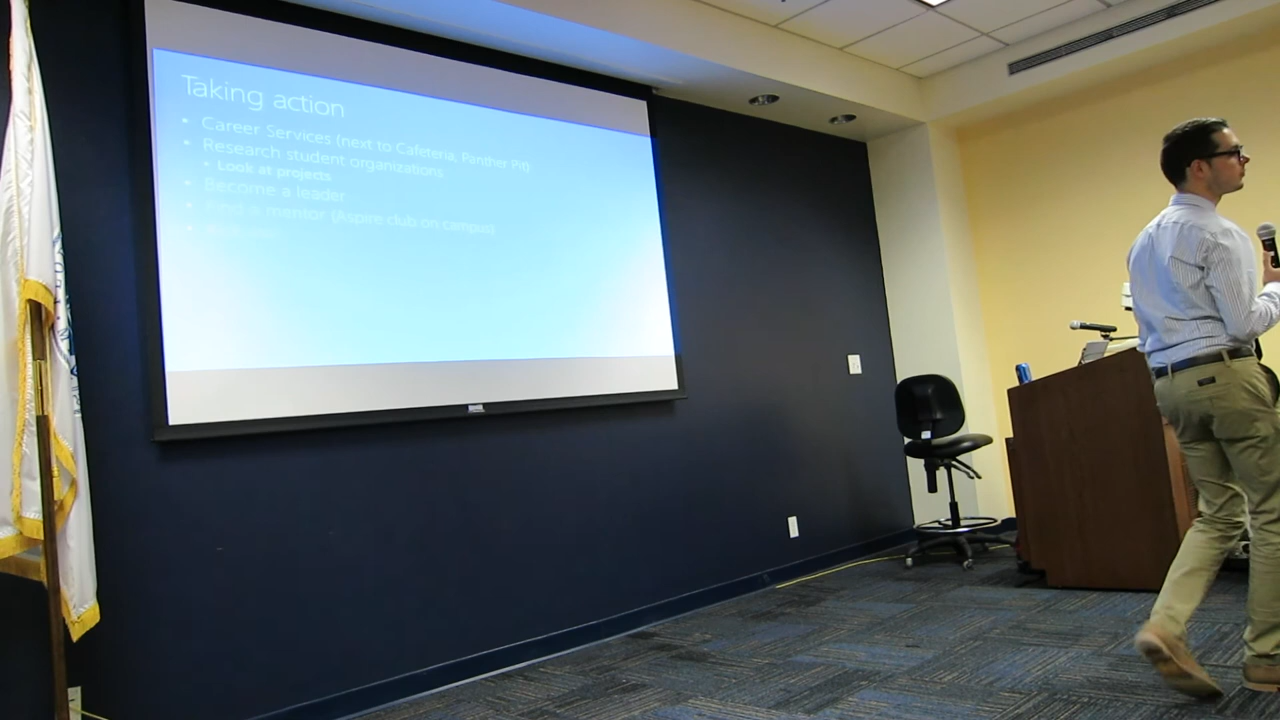 Taking action
• Career Services (next to Cafeteria, Panther Pit)
• Research student organizations
• Look at projects
• Become a leader
• Find a mentor (Aspire club on campus)